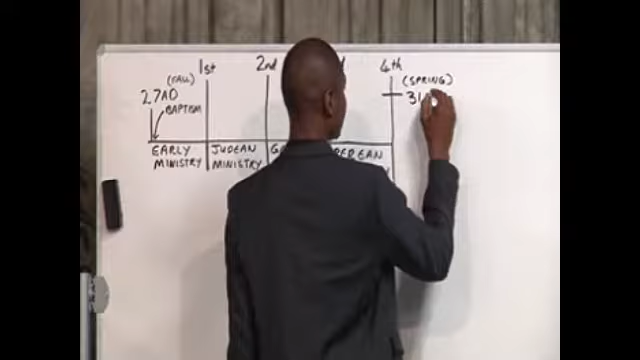 1st 2nd 4th
(FALL) (SPRING)
27AD 31
BAPTISM
EARLY JUDEAN
MINISTRY MINISTRY